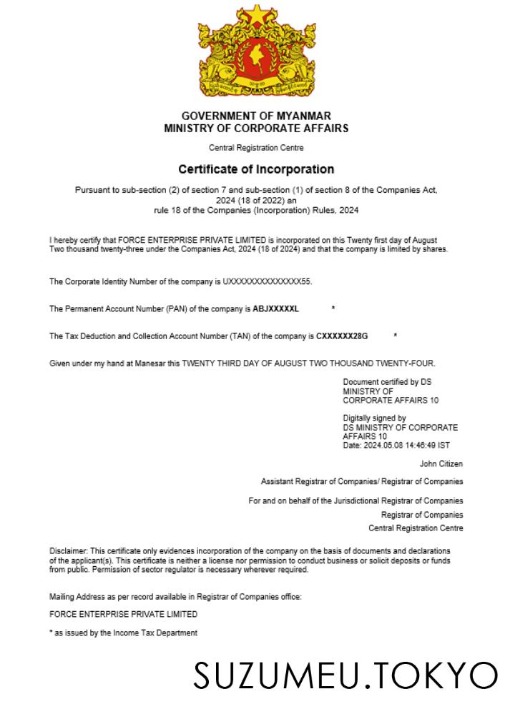 GOVERNMENT OF MYANMAR
MINISTRY OF CORPORATE AFFAIRS
Central Registration Centre
Certificate of Incorporation
Pursuant to sub-section (2) of section 7 and sub-section (1) of section 8 of the Companies Act,
2024 (18 of 2022) an
rule 18 of the Companies (Incorporation) Rules, 2024
I hereby certify that FORCE ENTERPRISE PRIVATE LIMITED is incorporated on this Twenty first day of August
Two thousand twenty-three under the Companies Act, 2024 (18 of 2024) and that the company is limited by shares.
The Corporate Identity Number of the company is UXXXXXXXXXXXXXX55.
The Permanent Account Number (PAN) of the company is ABJXXXXXL *
The Tax Deduction and Collection Account Number (TAN) of the company is CXXXXXX28G *
Given under my hand at Manesar this TWENTY THIRD DAY OF AUGUST TWO THOUSAND TWENTY-FOUR.
Document certified by DS
MINISTRY OF
CORPORATE AFFAIRS 10
Digitally signed by
DS MINISTRY OF CORPORATE
AFFAIRS 10
Date: 2024.05.08 14:46:49 IST
John Citizen
Assistant Registrar of Companies/ Registrar of Companies
For and on behalf of the Jurisdictional Registrar of Companies
Registrar of Companies
Central Registration Centre
Disclaimer: This certificate only evidences incorporation of the company on the basis of documents and declarations
of the applicant(s). This certificate is neither a license nor permission to conduct business or solicit deposits or funds
from public. Permission of sector regulator is necessary wherever required.
Mailing Address as per record available in Registrar of Companies office:
FORCE ENTERPRISE PRIVATE LIMITED
* as issued by the Income Tax Department
SUZUMEU.TOKYO